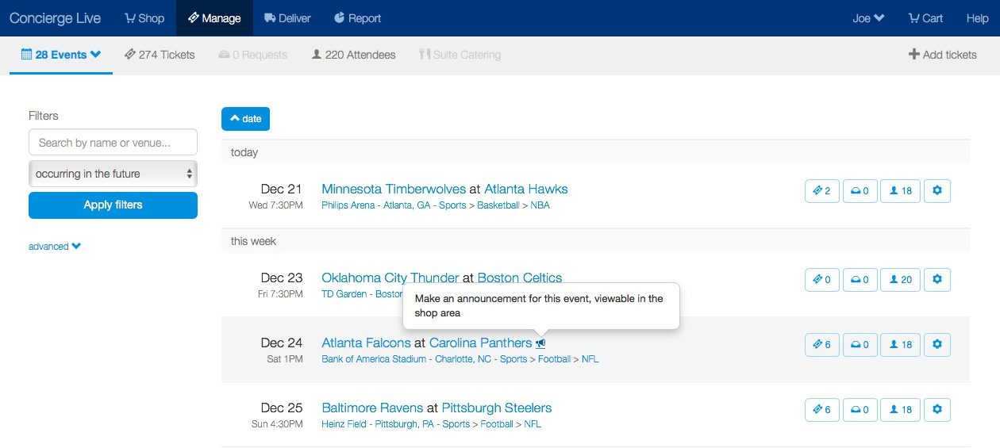 Concierge Live Shop Manage Deliver Report Joe Cart Help
28 Events 274 Tickets 0 Requests 220 Attendees Suite Catering Add tickets
Filters
Search by name or venue...
occurring in the future
Apply filters
advanced
date
today
Dec 21 Minnesota Timberwolves at Atlanta Hawks 2 0 18
Wed 7:30PM Philips Arena - Atlanta, GA - Sports > Basketball > NBA
this week
Dec 23 Oklahoma City Thunder at Boston Celtics 0 0 20
Fri 7:30PM TD Garden - Bosto
Make an announcement for this event, viewable in the
shop area
Dec 24 Atlanta Falcons at Carolina Panthers 6 0 18
Sat 1PM Bank of America Stadium - Charlotte, NC - Sports > Football > NFL
Dec 25 Baltimore Ravens at Pittsburgh Steelers 6 0 18
Sun 4:30PM Heinz Field - Pittsburgh, PA - Sports > Football > NFL